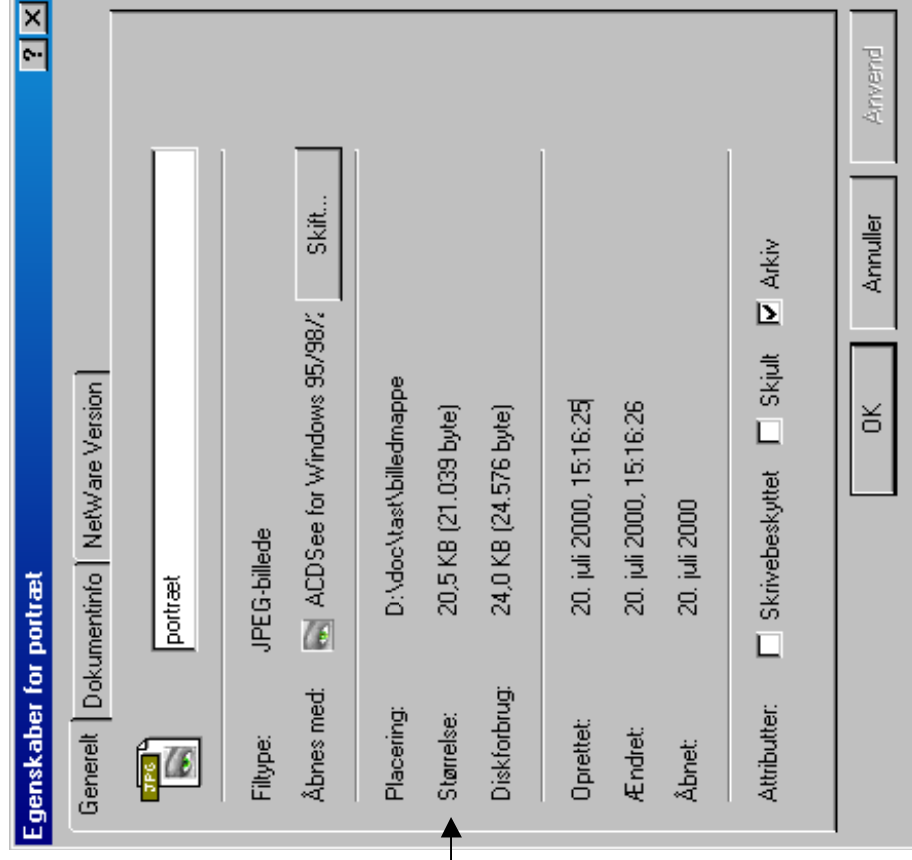 Egenskaber for portræt
Generelt Dokumentinfo NetWare Version
JPG
portræt
Filtype: JPEG-billede
Åbnes med: ACDSee for Windows 95/98/2 Skift...
Placering: D:\doc\tast\billedmappe
Størrelse: 20,5 KB (21.039 byte)
Diskforbrug: 24,0 KB (24.576 byte)
Oprettet: 20. juli 2000, 15:16:25
Ændret: 20. juli 2000, 15:16:26
Åbnet: 20. juli 2000
Attributter: Skrivebeskyttet Skjult Arkiv
OK Annuller Anvend